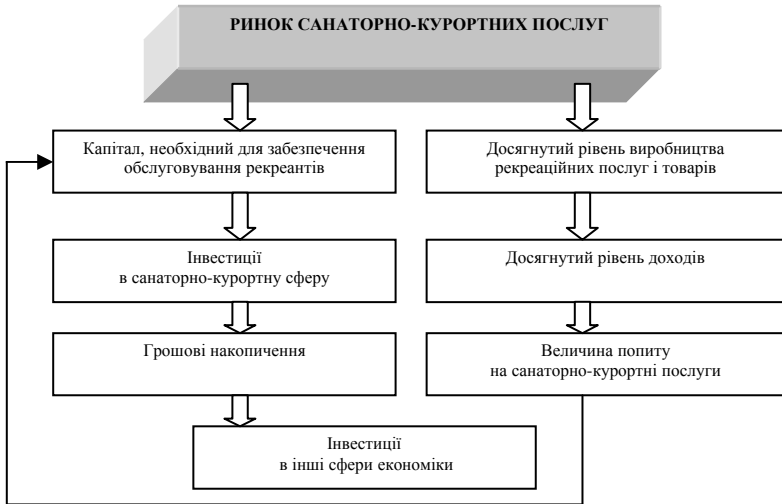 РИНОК САНАТОРНО-КУРОРТНИХ ПОСЛУГ
Капітал, необхідний для забезпечення
обслуговування рекреантів
Досягнутий рівень виробництва
рекреаційних послуг і товарів
Інвестиції
в санаторно-курортну сферу
Досягнутий рівень доходів
Грошові накопичення
Величина попиту
на санаторно-курортні послуги
Інвестиції
в інші сфери економіки